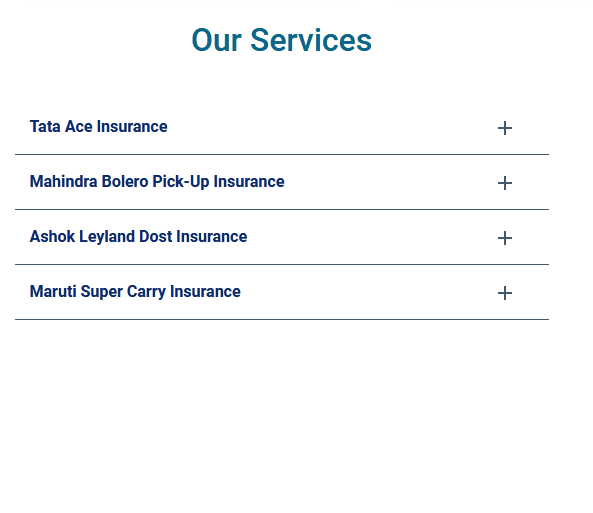 Our Services
Tata Ace Insurance
Mahindra Bolero Pick-Up Insurance
Ashok Leyland Dost Insurance
Maruti Super Carry Insurance